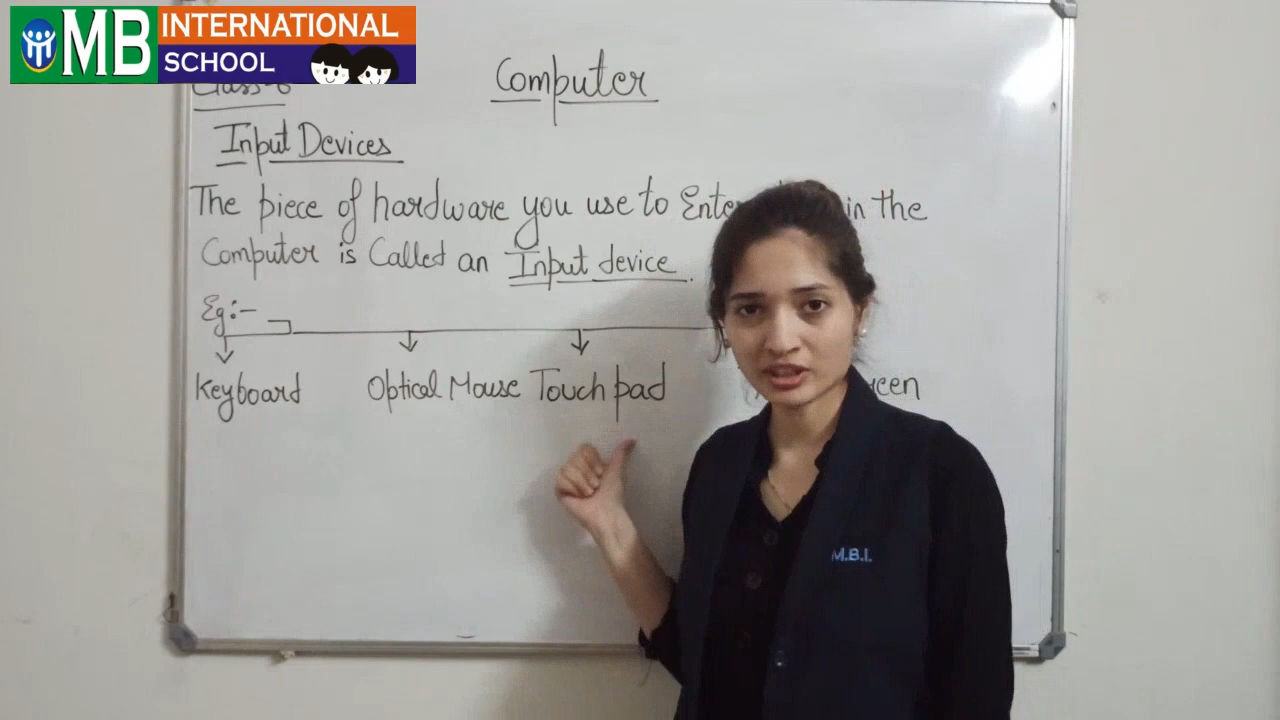 MB INTERNATIONAL
SCHOOL
Computer
Input Devices
The piece of hardware you use to Enter in the
Computer is Called an Input device.
Eg:-
Keyboard Optical Mouse Touch pad
M.B.I.